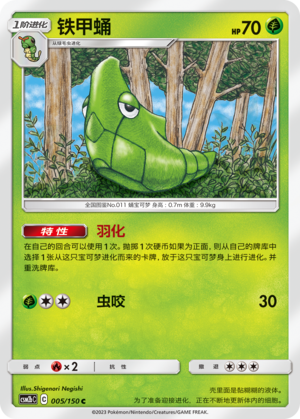 1阶进化
铁甲蛹
HP70
从绿毛虫进化
全国图鉴No.011 蛹宝可梦 身高：0.7m 体重：9.9kg
特性 羽化
在自己的回合可以使用1次。抛掷1次硬币如果为正面，则从自己的牌库中
选择1张从这只宝可梦进化而来的卡牌，放于这只宝可梦身上进行进化。并
重洗牌库。
虫咬 30
弱点 ×2 抗性 撤退
Illus.Shigenori Negishi
CSM2b C C 005/150 C
壳里面是黏糊糊的液体。
为了准备迎接进化，正在不断地更新体内的细胞。
©2023 Pokémon/Nintendo/Creatures/GAME FREAK.